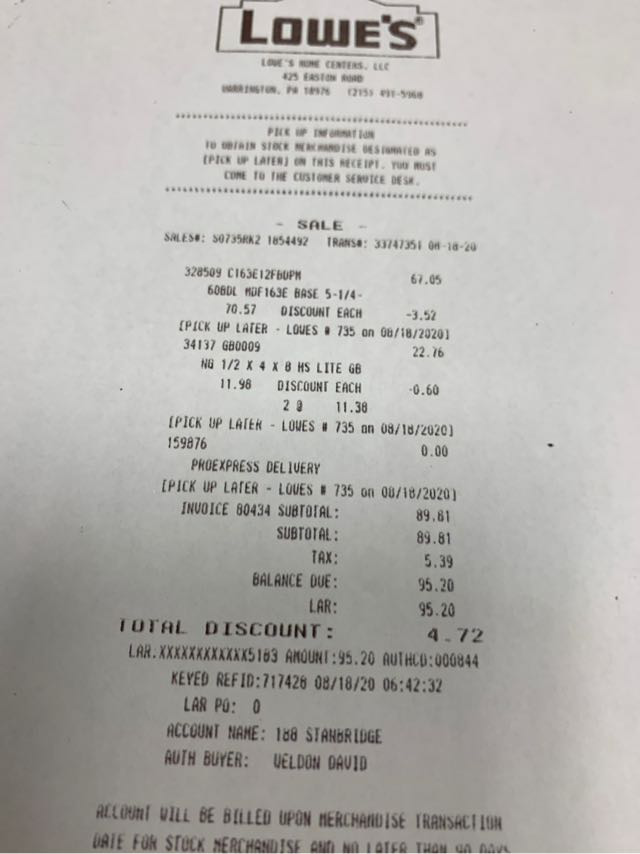 LOWE'S®
LOWE'S HOME CENTERS, LLC
425 EASTON ROAD
WARRINGTON, PA 18976 (215) 491-5968
PICK UP INFORMATION
TO OBTAIN STOCK MERCHANDISE DESIGNATED AS
[PICK UP LATER] ON THIS RECEIPT, YOU MUST
COME TO THE CUSTOMER SERVICE DESK.
- SALE -
SALES#: S0735RK2 1854492 TRANS#: 33747351 08-18-20
328509 C163E12FBDPM 67.05
608DL MDF163E BASE 5-1/4-
70.57 DISCOUNT EACH -3.52
[PICK UP LATER - LOWES # 735 on 08/18/2020]
34137 GB0009 22.76
NG 1/2 X 4 X 8 HS LITE GB
11.98 DISCOUNT EACH -0.60
2 @ 11.38
[PICK UP LATER - LOWES # 735 on 08/18/2020]
159876 0.00
PROEXPRESS DELIVERY
[PICK UP LATER - LOWES # 735 on 08/18/2020]
INVOICE 80434 SUBTOTAL: 89.81
SUBTOTAL: 89.81
TAX: 5.39
BALANCE DUE: 95.20
LAR: 95.20
TOTAL DISCOUNT: 4.72
LAR:XXXXXXXXXXXX5183 AMOUNT:95.20 AUTHCD:000844
KEYED REFID:717428 08/18/20 06:42:32
LAR PO: 0
ACCOUNT NAME: 188 STANBRIDGE
AUTH BUYER: WELDON DAVID
ACCOUNT WILL BE BILLED UPON MERCHANDISE TRANSACTION
DATE FOR STOCK MERCHANDISE AND NO LATER THAN 90 DAYS